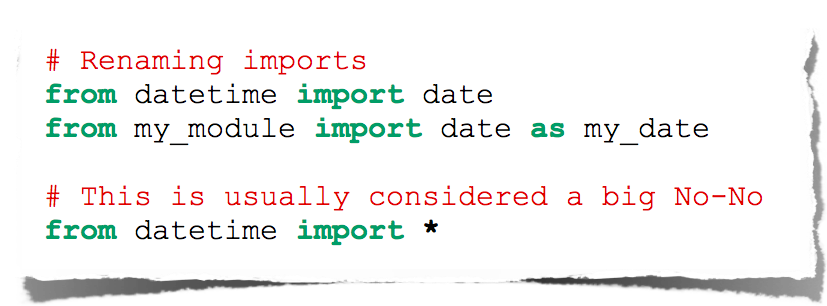 # Renaming imports
from datetime import date
from my_module import date as my_date
# This is usually considered a big No-No
from datetime import *